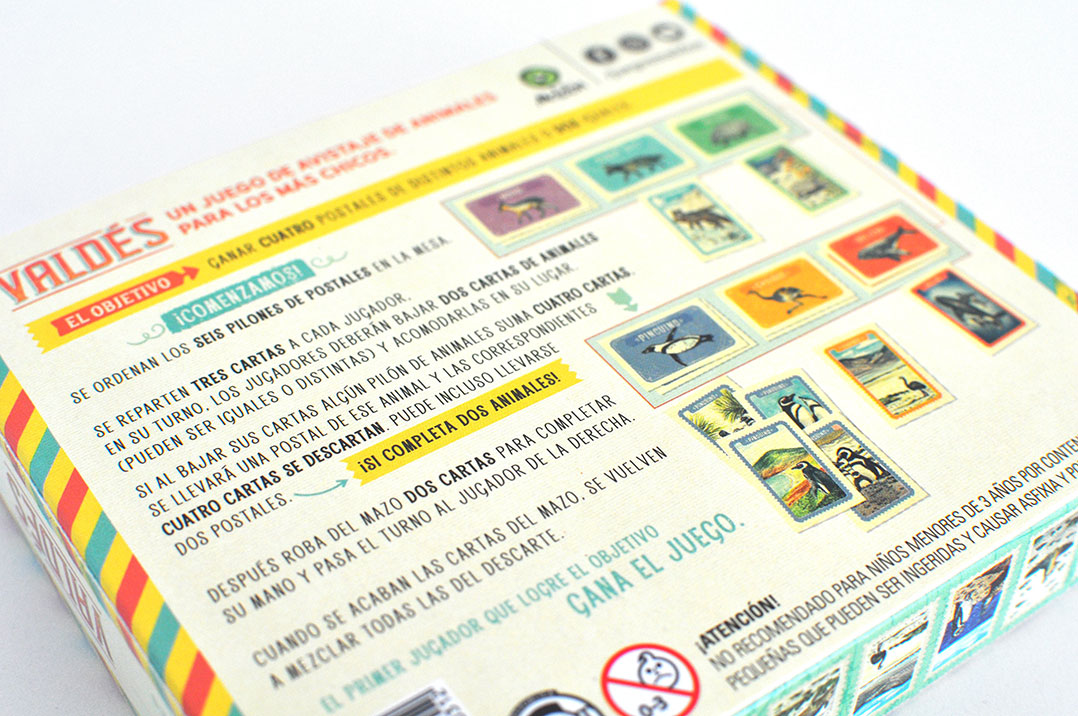 VALDÉS
UN JUEGO DE AVISTAJE DE ANIMALES
PARA LOS MÁS CHICOS.
EL OBJETIVO
GANAR CUATRO POSTALES DE DISTINTOS ANIMALES O
¡COMENZAMOS!
SE ORDENAN LOS SEIS PILONES DE POSTALES EN LA MESA.
SE REPARTEN TRES CARTAS A CADA JUGADOR.
EN SU TURNO, LOS JUGADORES DEBERÁN BAJAR DOS CARTAS DE ANIMALES
(PUEDEN SER IGUALES O DISTINTAS) Y ACOMODARLAS EN SU LUGAR.
SI AL BAJAR SUS CARTAS ALGÚN PILÓN DE ANIMALES SUMA CUATRO CARTAS,
SE LLEVARÁ UNA POSTAL DE ESE ANIMAL Y LAS CORRESPONDIENTES
CUATRO CARTAS SE DESCARTAN. PUEDE INCLUSO LLEVARSE
DOS POSTALES.
¡SI COMPLETA DOS ANIMALES!
DESPUÉS ROBA DEL MAZO DOS CARTAS PARA COMPLETAR
SU MANO Y PASA EL TURNO AL JUGADOR DE LA DERECHA.
CUANDO SE ACABAN LAS CARTAS DEL MAZO, SE VUELVEN
A MEZCLAR TODAS LAS DEL DESCARTE.
EL PRIMER JUGADOR QUE LOGRE EL OBJETIVO
GANA EL JUEGO.
PINGÜINO
¡ATENCIÓN!
NO RECOMENDADO PARA NIÑOS MENORES DE 3 AÑOS POR CONTEN
PEQUEÑAS QUE PUEDEN SER INGERIDAS Y CAUSAR ASFIXIA Y PO
0-3
VALDÉS